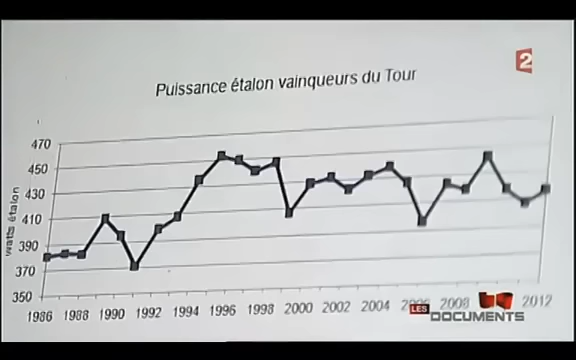 2
Puissance étalon vainqueurs du Tour
470
450
430
410
390
370
350
watts étalon
1986 1988 1990 1992 1994 1996 1998 2000 2002 2004 2006 2008 2012
LES DOCUMENTS